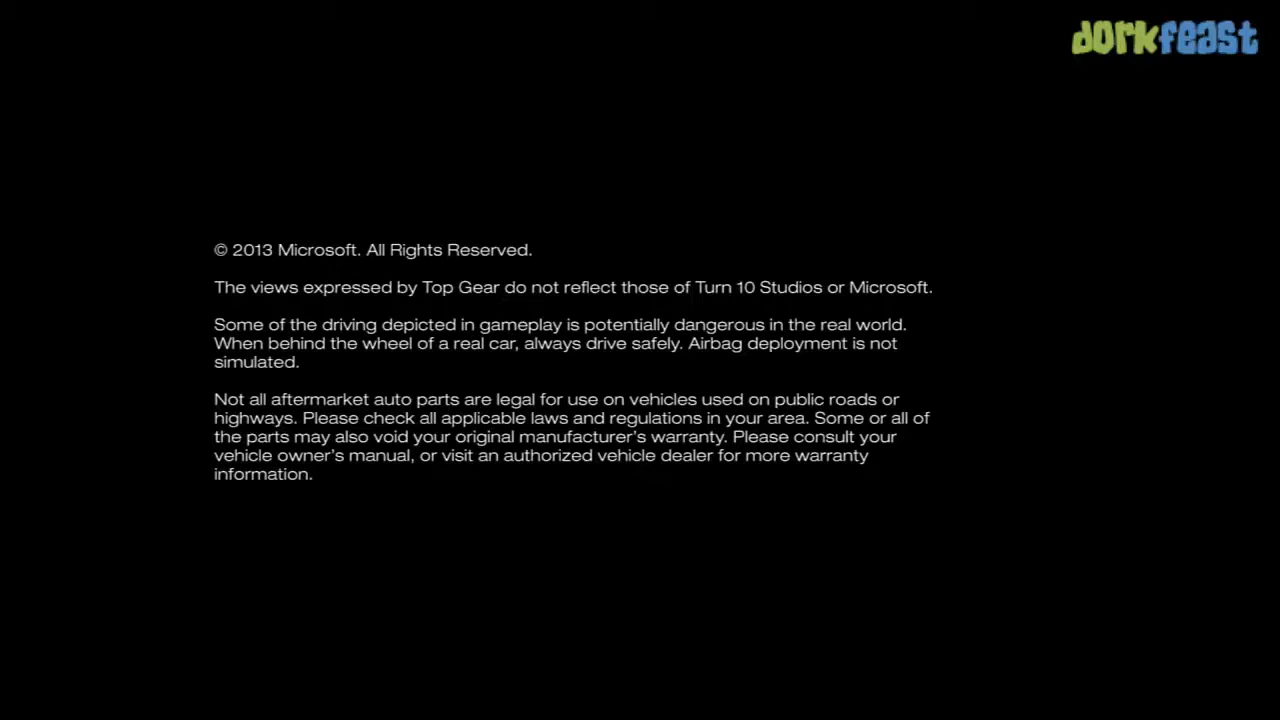 dorkfeast
© 2013 Microsoft. All Rights Reserved.
The views expressed by Top Gear do not reflect those of Turn 10 Studios or Microsoft.
Some of the driving depicted in gameplay is potentially dangerous in the real world.
When behind the wheel of a real car, always drive safely. Airbag deployment is not
simulated.
Not all aftermarket auto parts are legal for use on vehicles used on public roads or
highways. Please check all applicable laws and regulations in your area. Some or all of
the parts may also void your original manufacturer's warranty. Please consult your
vehicle owner's manual, or visit an authorized vehicle dealer for more warranty
information.